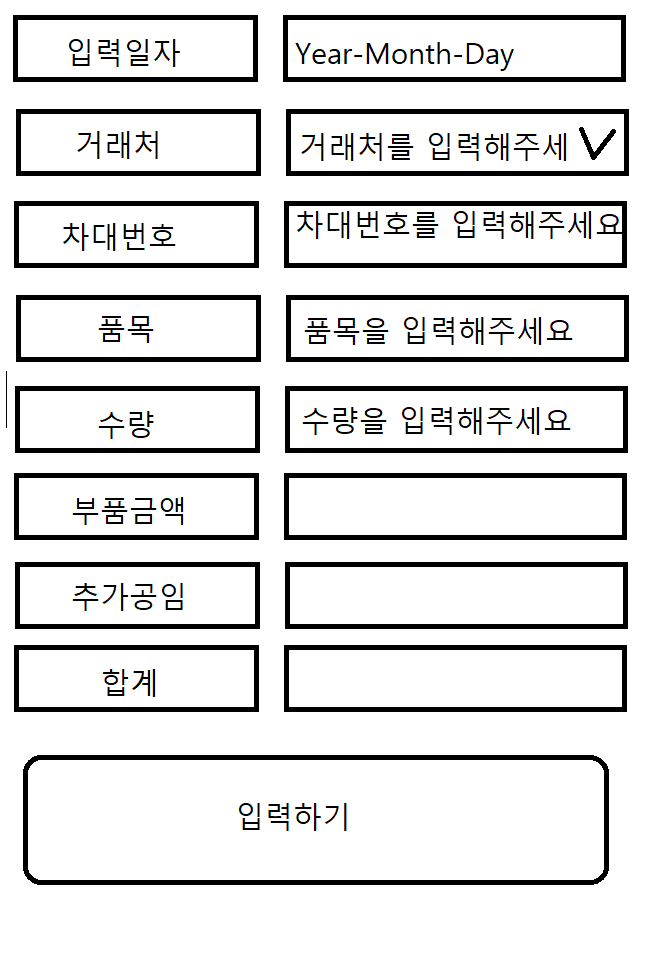 입력일자 Year-Month-Day
거래처 거래처를 입력해주세
차대번호 차대번호를 입력해주세요
품목 품목을 입력해주세요
수량 수량을 입력해주세요
부품금액
추가공임
합계
입력하기